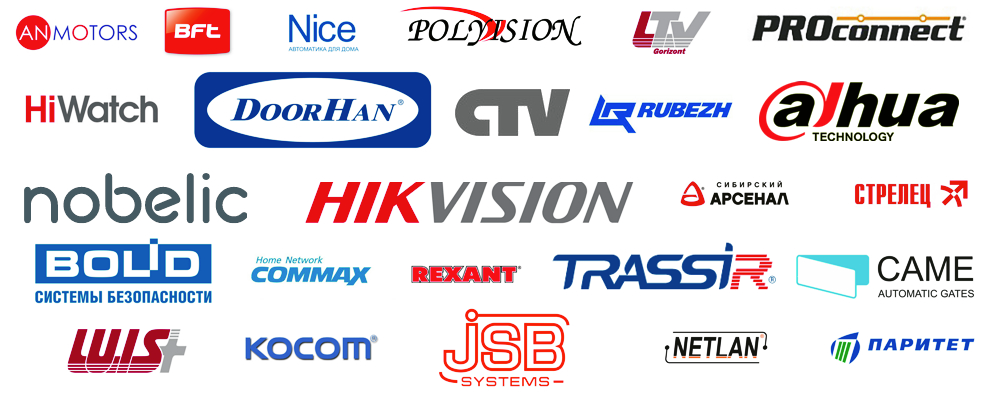 AN MOTORS
BFt
Nice
АВТОМАТИКА ДЛЯ ДОМА
POLYVISION
LTV
Gorizont
PROconnect
HiWatch
DOORHAN®
CTV
R RUBEZH
alhua
TECHNOLOGY
nobelic
HIKVISION
СИБИРСКИЙ
АРСЕНАЛ
СТРЕЛЕЦ
BOLID
СИСТЕМЫ БЕЗОПАСНОСТИ
Home Network
COMMAX
REXANT®
TRASSIR®
CAME
AUTOMATIC GATES
LUIS+
KOCOM®
JSB
SYSTEMS
NETLAN®
ПАРИТЕТ